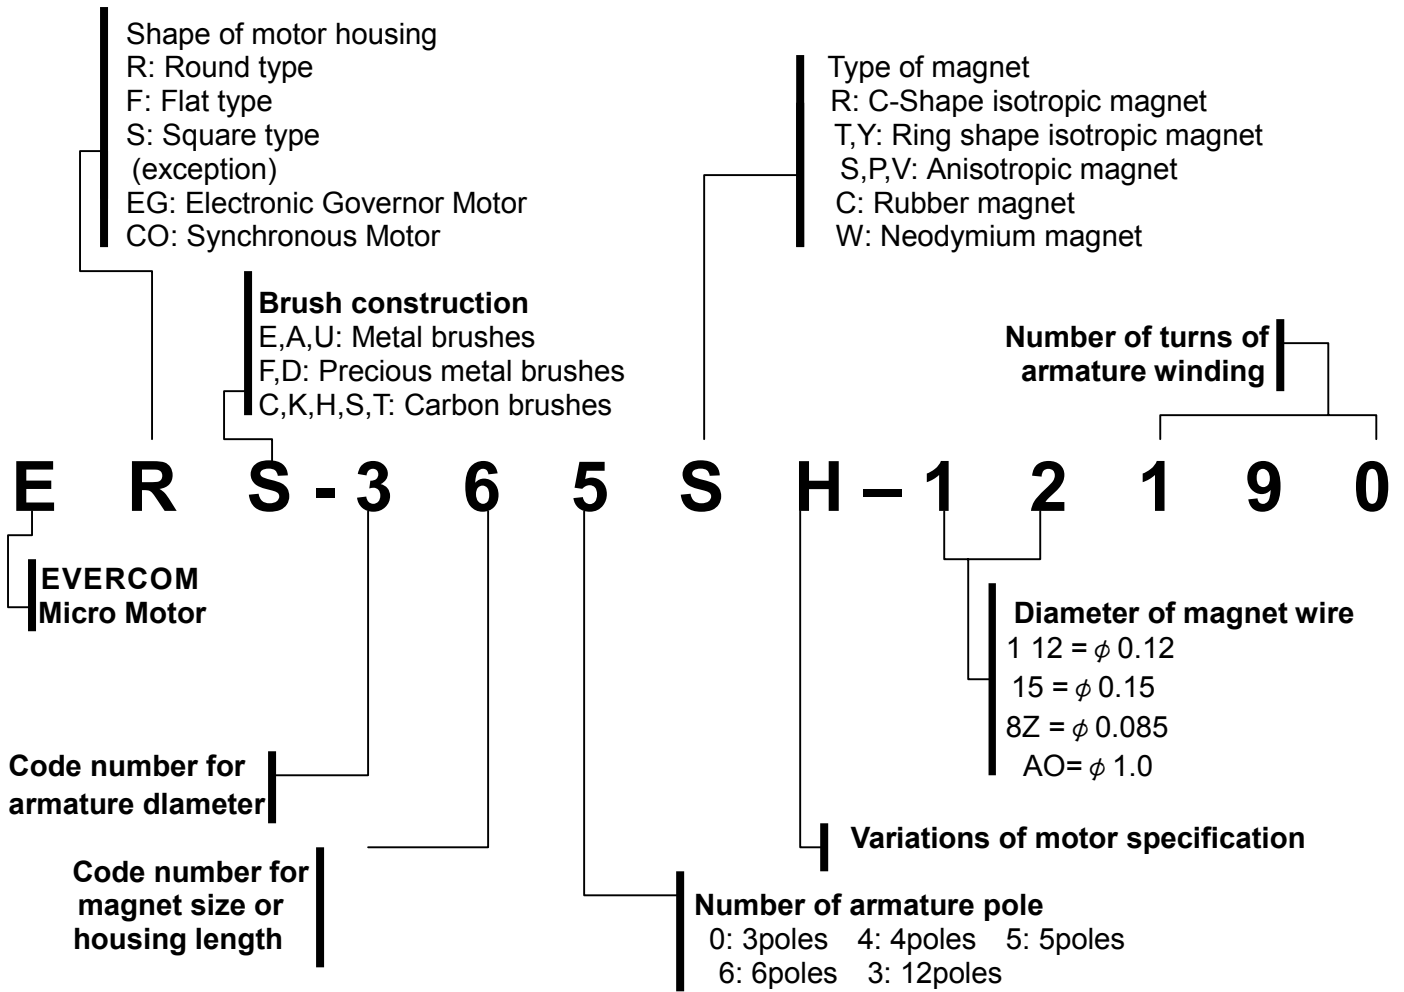 Shape of motor housing
R: Round type
F: Flat type
S: Square type
(exception)
EG: Electronic Governor Motor
CO: Synchronous Motor
Type of magnet
R: C-Shape isotropic magnet
T,Y: Ring shape isotropic magnet
S,P,V: Anisotropic magnet
C: Rubber magnet
W: Neodymium magnet
Brush construction
E,A,U: Metal brushes
F,D: Precious metal brushes
C,K,H,S,T: Carbon brushes
Number of turns of
armature winding
E R S - 3 6 5 S H – 1 2 1 9 0
EVERCOM
Micro Motor
Diameter of magnet wire
1 12 = ϕ 0.12
15 = ϕ 0.15
8Z = ϕ 0.085
AO= ϕ 1.0
Code number for
armature dlameter
Variations of motor specification
Code number for
magnet size or
housing length
Number of armature pole
0: 3poles 4: 4poles 5: 5poles
6: 6poles 3: 12poles